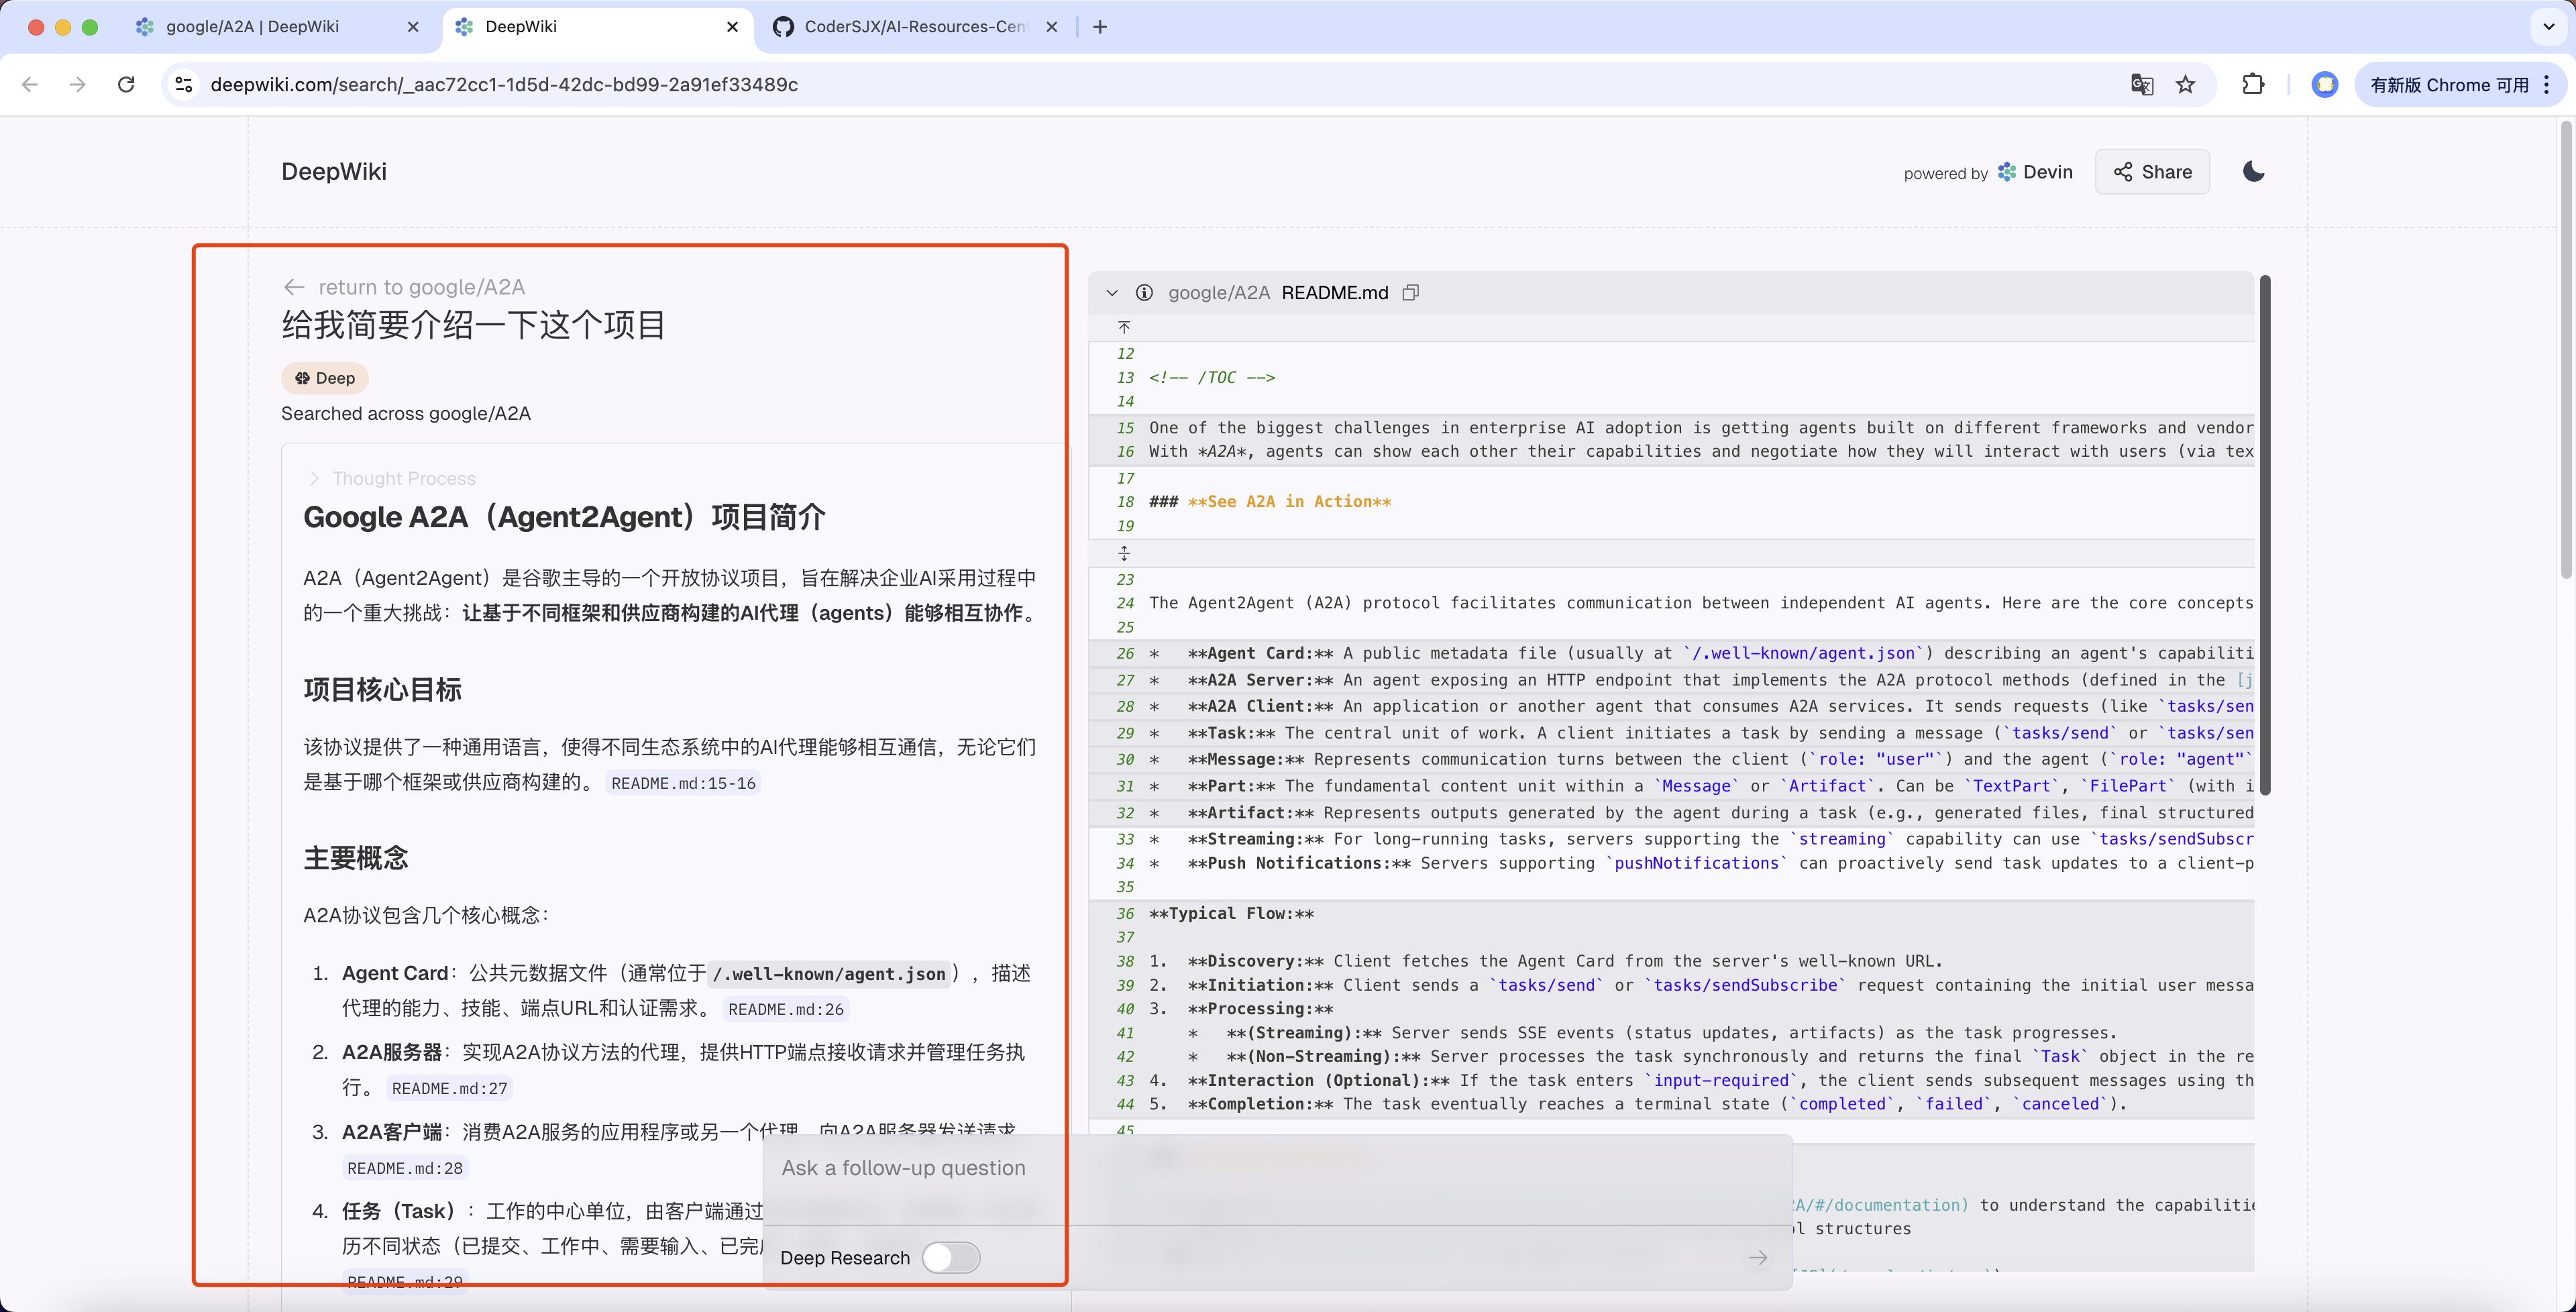 google/A2A | DeepWiki
DeepWiki
CoderSJX/AI-Resources-Cen
deepwiki.com/search/_aac72cc1-1d5d-42dc-bd99-2a91ef33489c
有新版 Chrome 可用
DeepWiki
powered by Devin
Share
return to google/A2A
给我简要介绍一下这个项目
Deep
Searched across google/A2A
Thought Process
Google A2A（Agent2Agent）项目简介
A2A（Agent2Agent）是谷歌主导的一个开放协议项目，旨在解决企业AI采用过程中
的一个重大挑战：让基于不同框架和供应商构建的AI代理（agents）能够相互协作。
项目核心目标
该协议提供了一种通用语言，使得不同生态系统中的AI代理能够相互通信，无论它们
是基于哪个框架或供应商构建的。 README.md:15-16
主要概念
A2A协议包含几个核心概念：
1. Agent Card：公共元数据文件（通常位于 /.well-known/agent.json），描述
代理的能力、技能、端点URL和认证需求。 README.md:26
2. A2A服务器：实现A2A协议方法的代理，提供HTTP端点接收请求并管理任务执
行。 README.md:27
3. A2A客户端：消费A2A服务的应用程序或另一个代理，向A2A服务器发送请求
README.md:28
4. 任务（Task）：工作的中心单位，由客户端通过
历不同状态（已提交、工作中、需要输入、已完
README.md:29
google/A2A README.md
12
13 <!-- /TOC -->
14
15 One of the biggest challenges in enterprise AI adoption is getting agents built on different frameworks and vendor
16 With *A2A*, agents can show each other their capabilities and negotiate how they will interact with users (via tex
17
18 ### **See A2A in Action**
19
23
24 The Agent2Agent (A2A) protocol facilitates communication between independent AI agents. Here are the core concepts
25
26 * **Agent Card:** A public metadata file (usually at `/.well-known/agent.json`) describing an agent's capabiliti
27 * **A2A Server:** An agent exposing an HTTP endpoint that implements the A2A protocol methods (defined in the [j
28 * **A2A Client:** An application or another agent that consumes A2A services. It sends requests (like `tasks/sen
29 * **Task:** The central unit of work. A client initiates a task by sending a message (`tasks/send` or `tasks/sen
30 * **Message:** Represents communication turns between the client (`role: "user"`) and the agent (`role: "agent"`
31 * **Part:** The fundamental content unit within a `Message` or `Artifact`. Can be `TextPart`, `FilePart` (with i
32 * **Artifact:** Represents outputs generated by the agent during a task (e.g., generated files, final structured
33 * **Streaming:** For long-running tasks, servers supporting the `streaming` capability can use `tasks/sendSubscr
34 * **Push Notifications:** Servers supporting `pushNotifications` can proactively send task updates to a client-p
35
36 **Typical Flow:**
37
38 1. **Discovery:** Client fetches the Agent Card from the server's well-known URL.
39 2. **Initiation:** Client sends a `tasks/send` or `tasks/sendSubscribe` request containing the initial user messa
40 3. **Processing:**
41 * **(Streaming):** Server sends SSE events (status updates, artifacts) as the task progresses.
42 * **(Non-Streaming):** Server processes the task synchronously and returns the final `Task` object in the re
43 4. **Interaction (Optional):** If the task enters `input-required`, the client sends subsequent messages using th
44 5. **Completion:** The task eventually reaches a terminal state (`completed`, `failed`, `canceled`).
45
A/#/documentation) to understand the capabilitie
ol structures
Ask a follow-up question
Deep Research